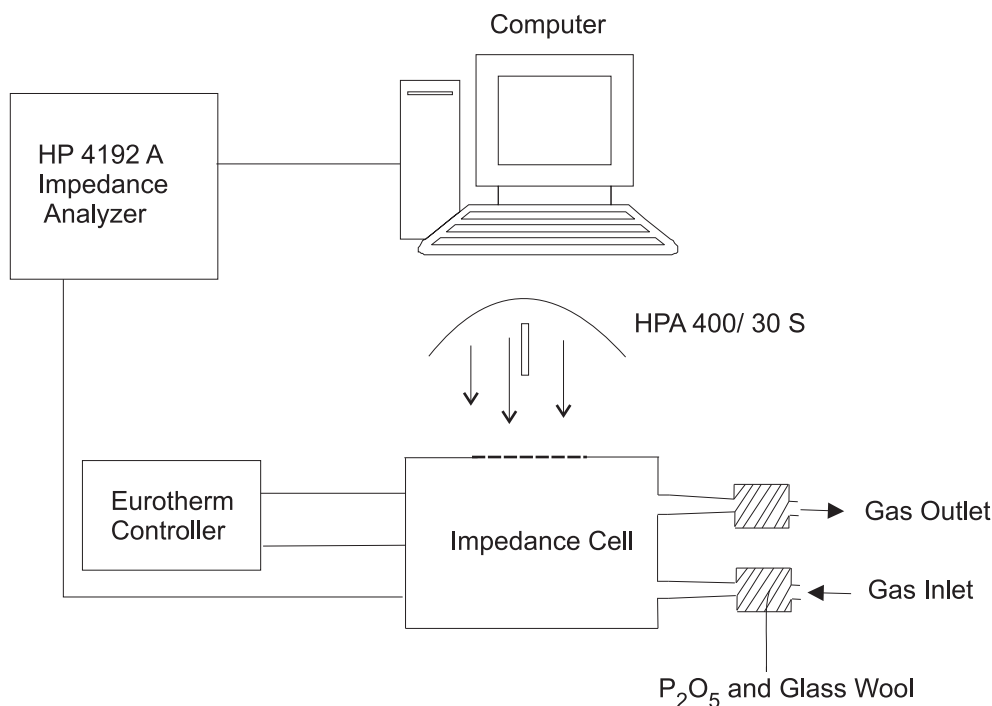 Computer
HP 4192 A
Impedance
Analyzer
HPA 400/ 30 S
Eurotherm
Controller
Impedance Cell
Gas Outlet
Gas Inlet
P₂O₅ and Glass Wool